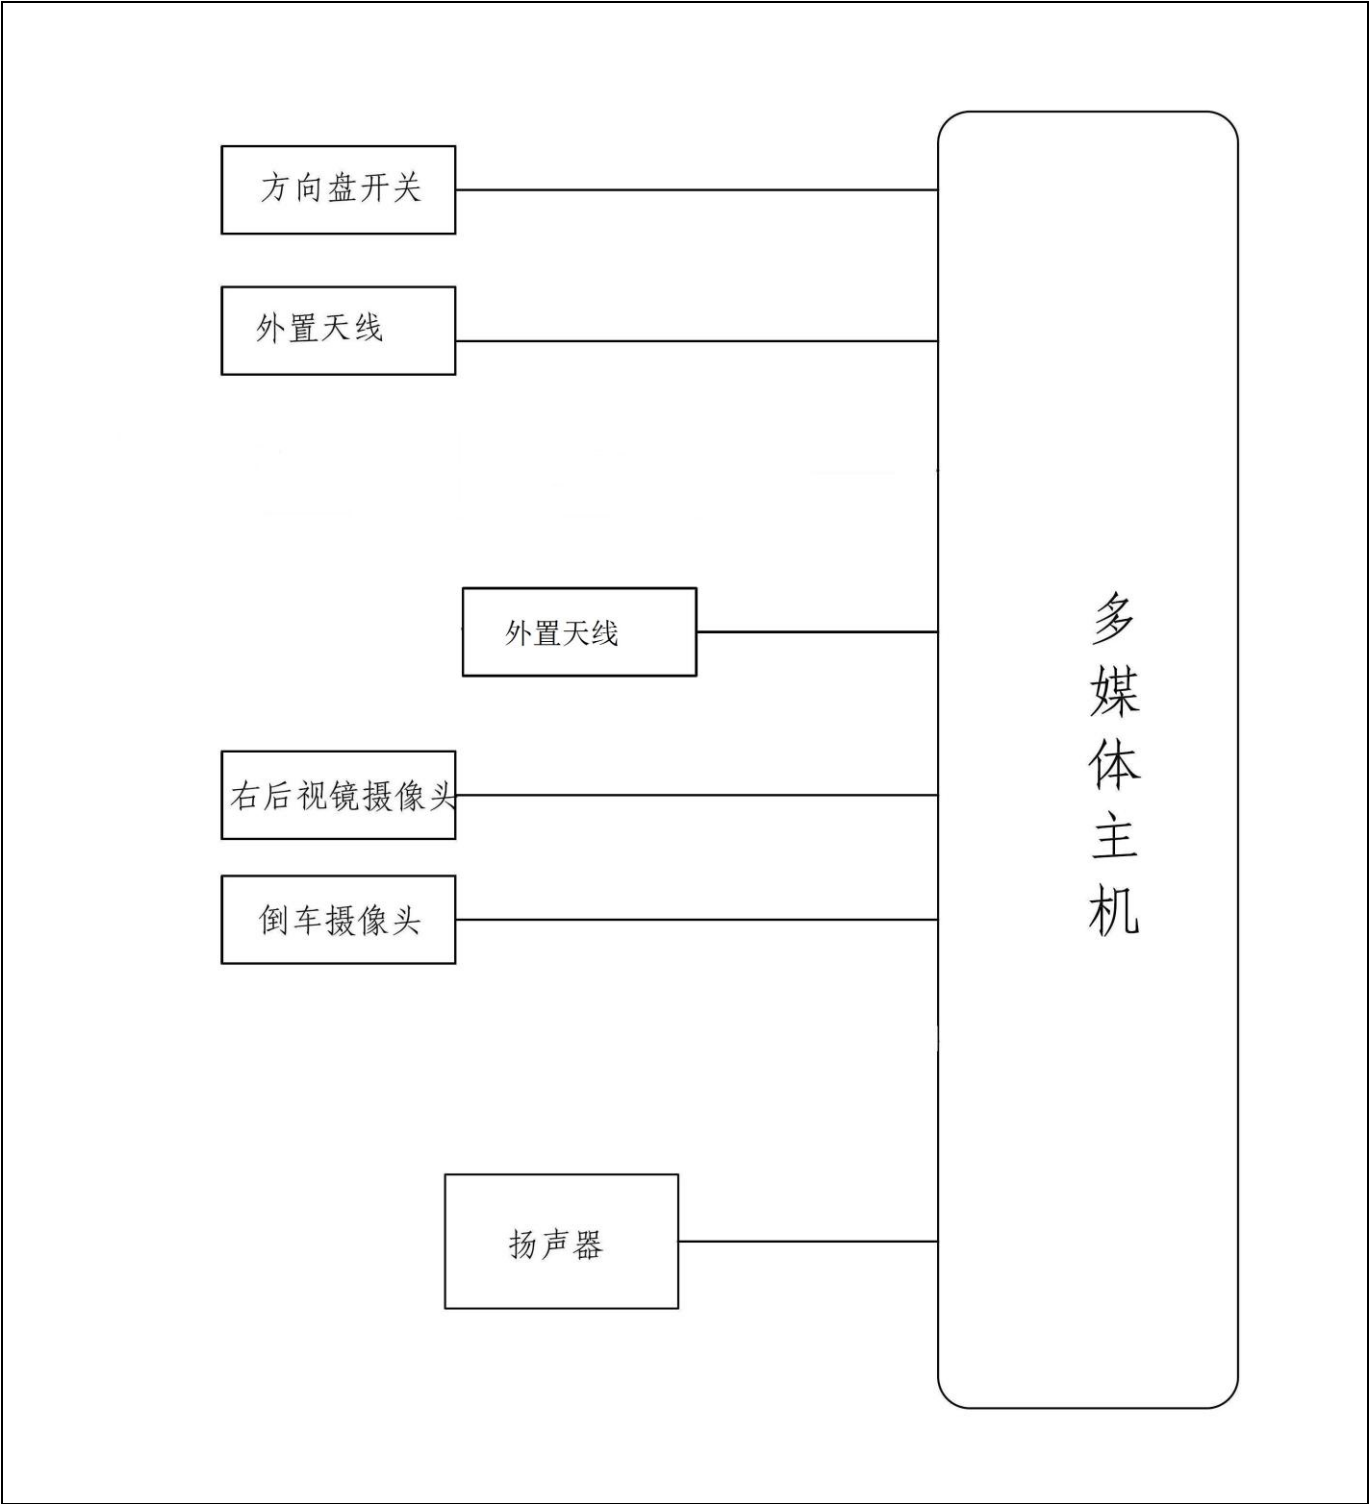 方向盘开关
外置天线
外置天线
右后视镜摄像头
倒车摄像头
扬声器
多媒体主机